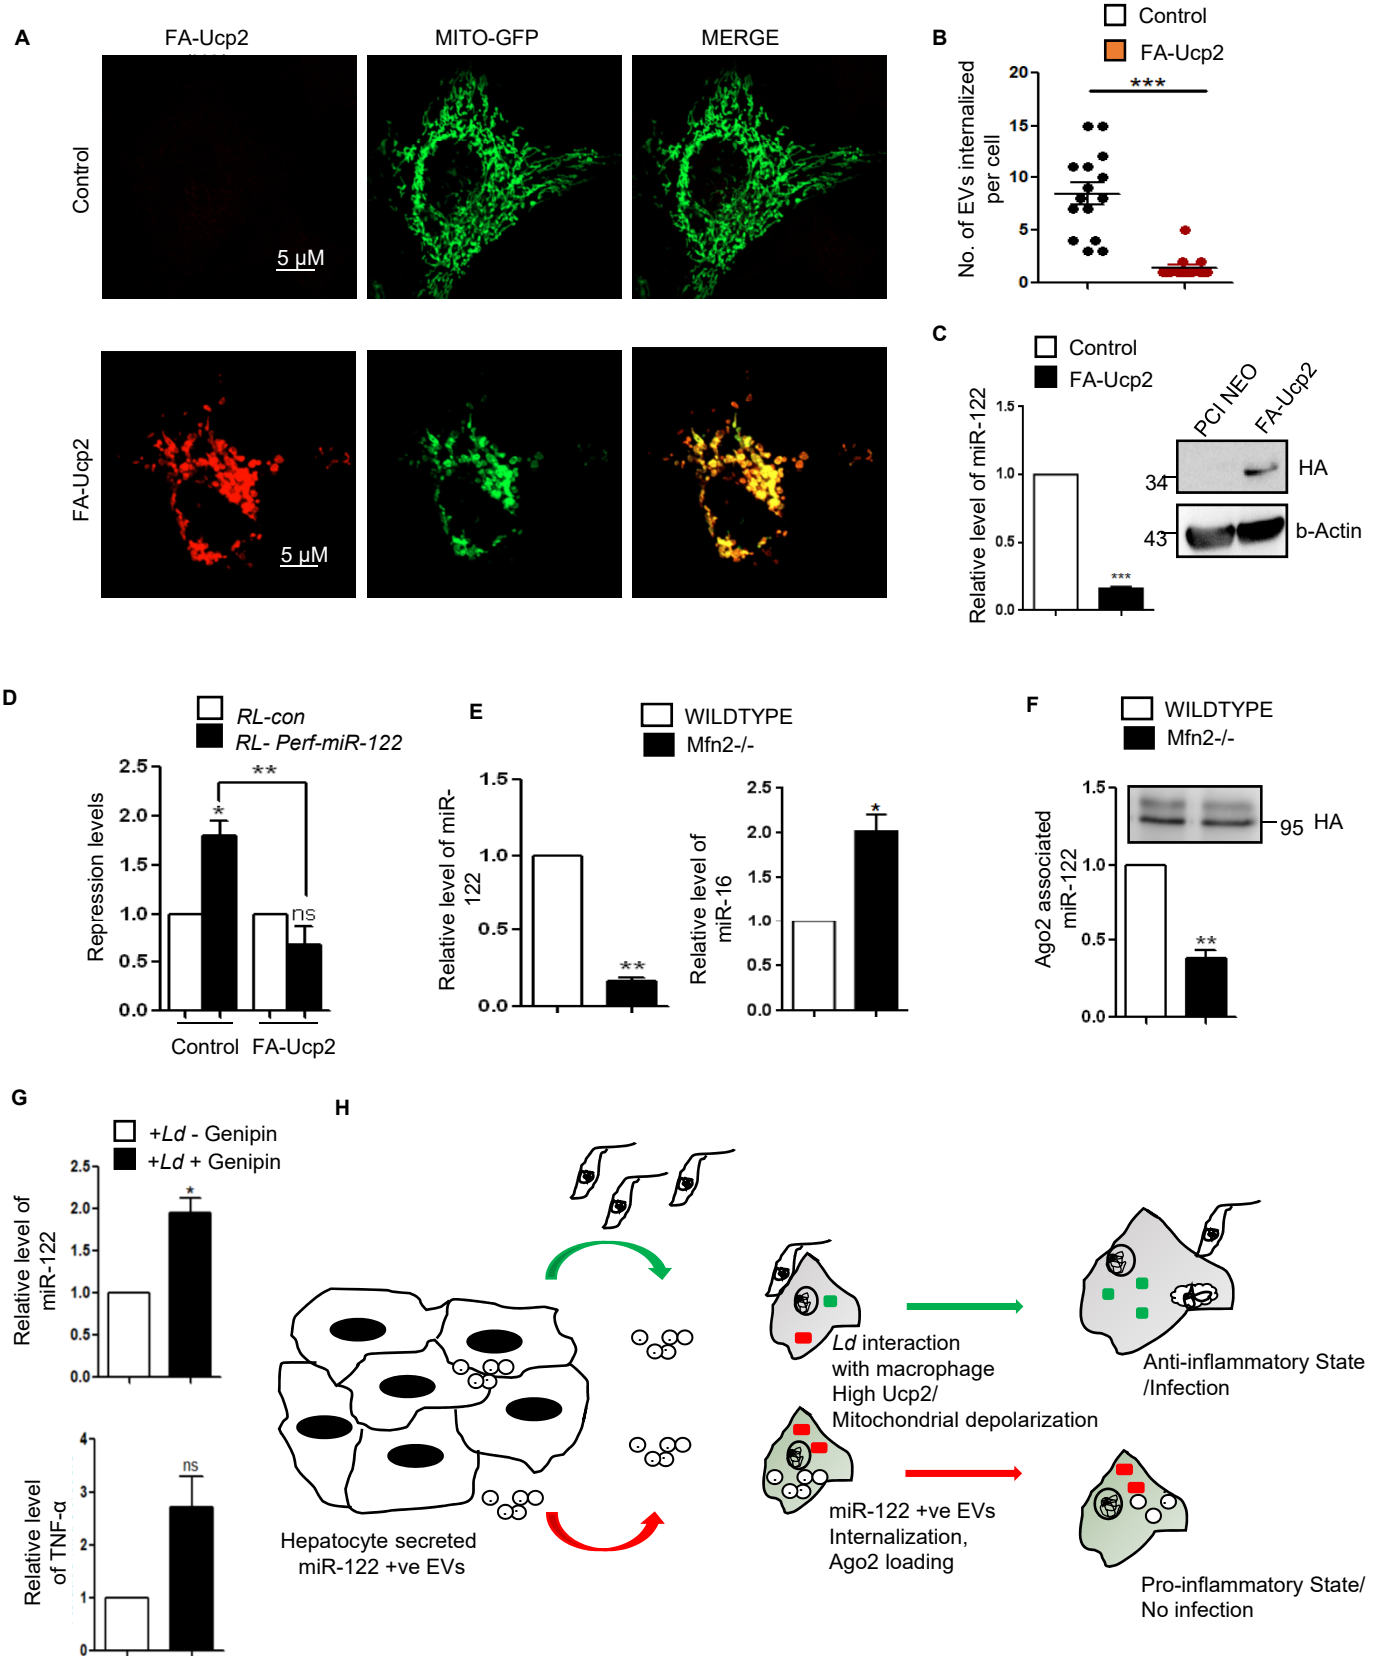 A
FA-Ucp2
MITO-GFP
MERGE
Control
5 µM
FA-Ucp2
5 µM
B
Control
FA-Ucp2
No. of EVs internalized
per cell
20
15
10
5
0
***
C
Control
FA-Ucp2
Relative level of miR-122
1.5
1.0
0.5
0.0
***
PCI NEO
FA-Ucp2
34
HA
43
b-Actin
D
RL-con
RL- Perf-miR-122
Repression levels
2.5
2.0
1.5
1.0
0.5
0.0
**
*
ns
Control
FA-Ucp2
E
WILDTYPE
Mfn2-/-
Relative level of miR-
122
1.5
1.0
0.5
0.0
**
Relative level of
miR-16
2.5
2.0
1.5
1.0
0.5
0.0
*
F
WILDTYPE
Mfn2-/-
Ago2 associated
miR-122
1.5
1.0
0.5
0.0
**
95
HA
G
+Ld - Genipin
+Ld + Genipin
Relative level of
miR-122
2.5
2.0
1.5
1.0
0.5
0.0
*
Relative level
of TNF-α
4
3
2
1
0
ns
H
Hepatocyte secreted
miR-122 +ve EVs
Ld interaction
with macrophage
High Ucp2/
Mitochondrial depolarization
miR-122 +ve EVs
Internalization,
Ago2 loading
Anti-inflammatory State
/Infection
Pro-inflammatory State/
No infection